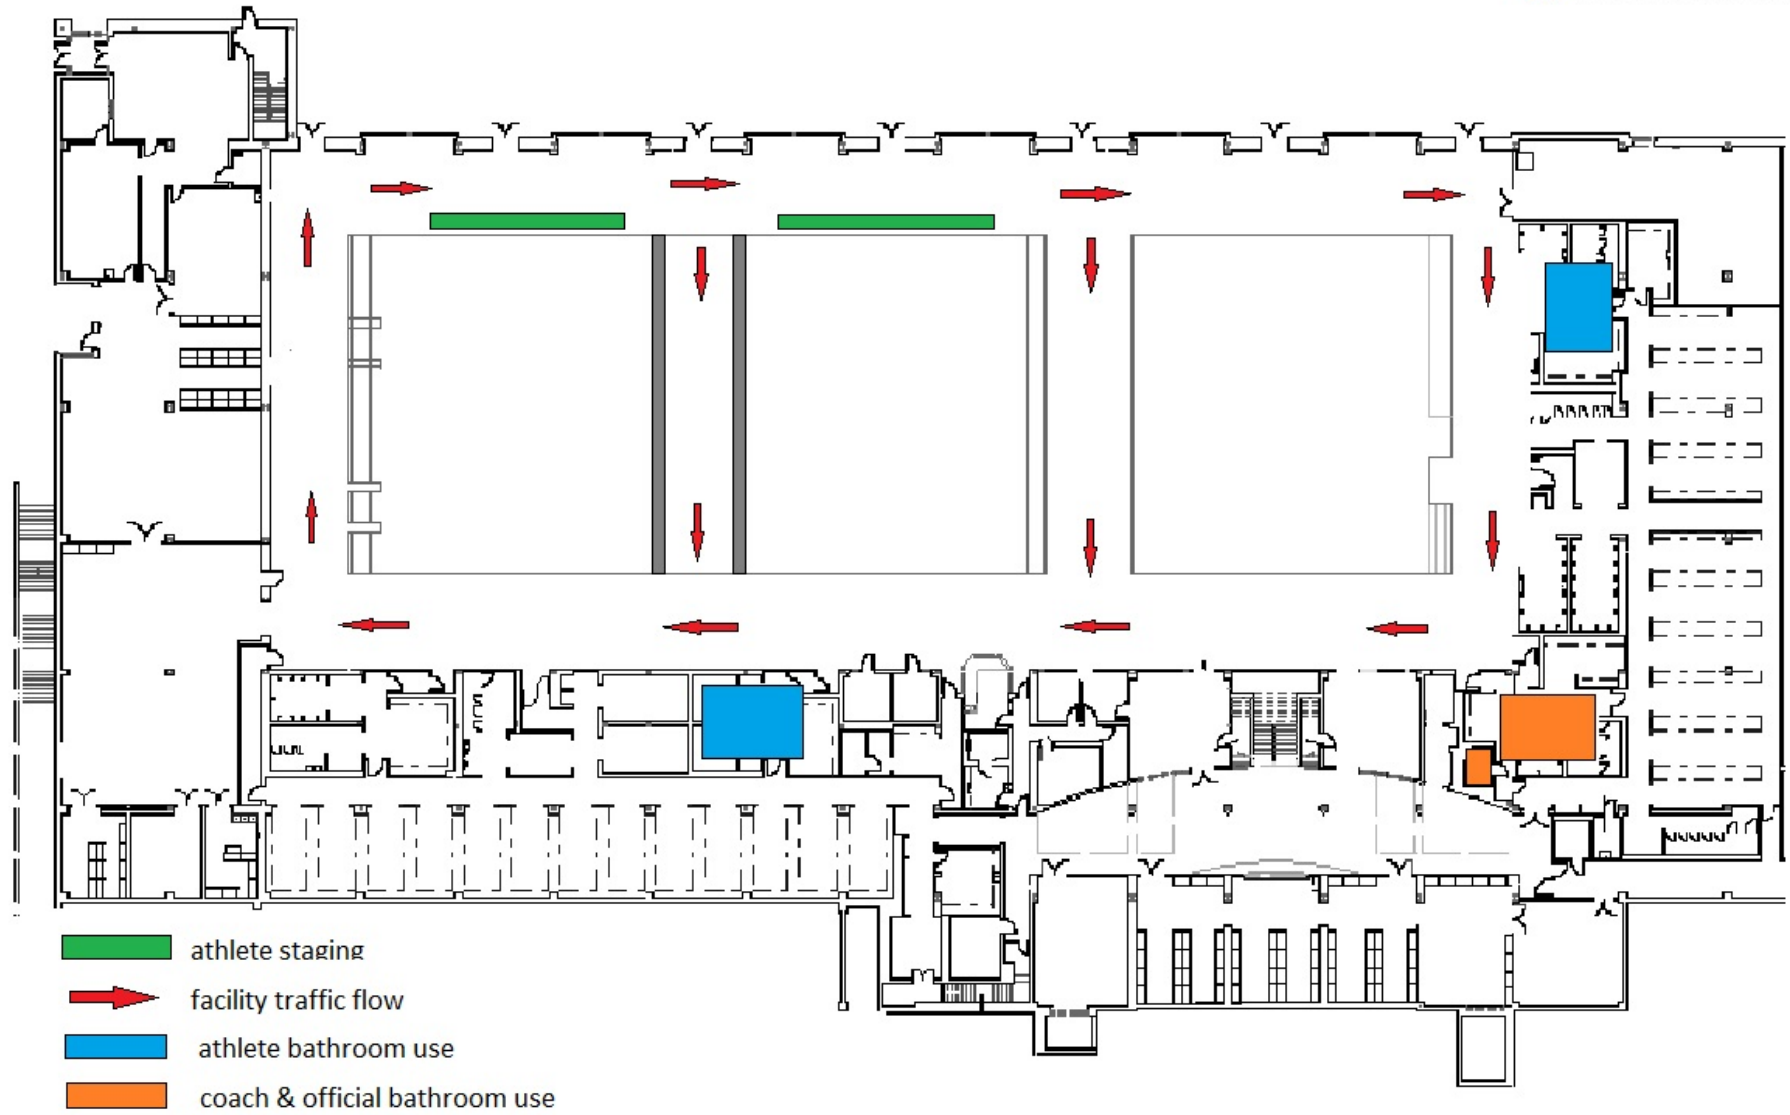 athlete staging
facility traffic flow
athlete bathroom use
coach & official bathroom use